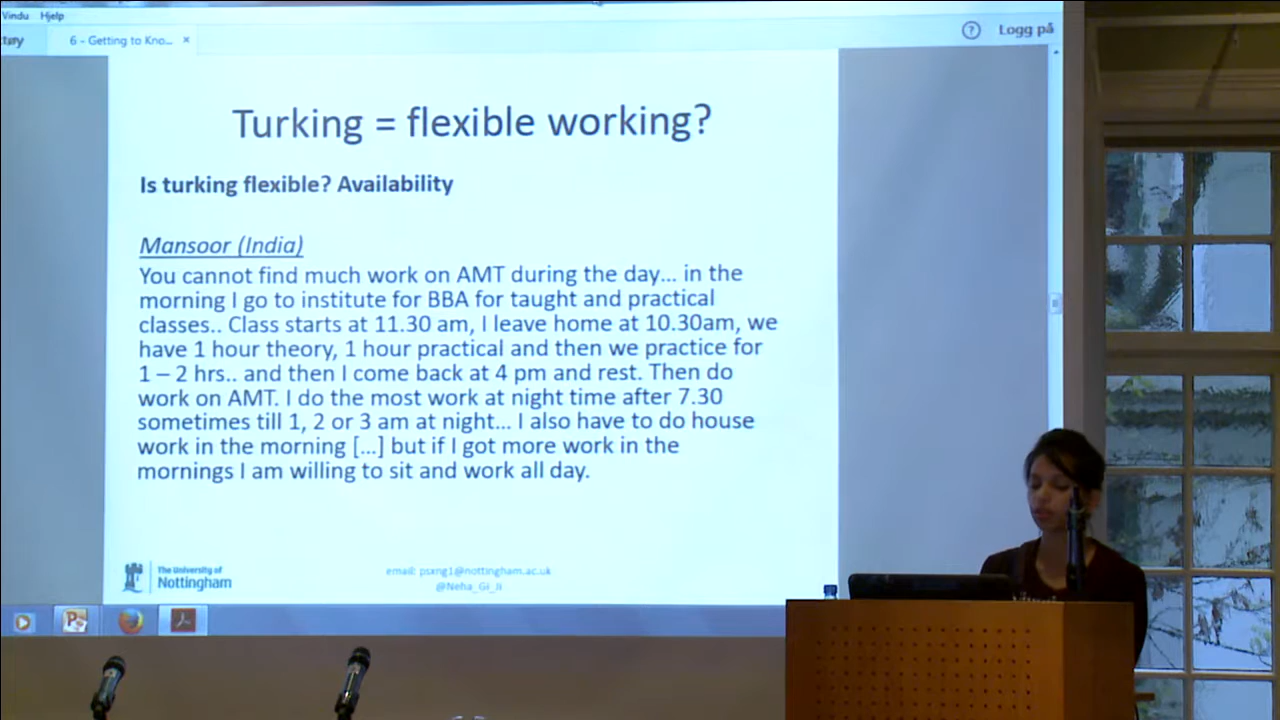 Vindu Hjelp
6 - Getting to Kno... ×
? Logg på
Turking = flexible working?
Is turking flexible? Availability
Mansoor (India)
You cannot find much work on AMT during the day... in the
morning I go to institute for BBA for taught and practical
classes.. Class starts at 11.30 am, I leave home at 10.30am, we
have 1 hour theory, 1 hour practical and then we practice for
1 – 2 hrs.. and then I come back at 4 pm and rest. Then do
work on AMT. I do the most work at night time after 7.30
sometimes till 1, 2 or 3 am at night... I also have to do house
work in the morning [...] but if I got more work in the
mornings I am willing to sit and work all day.
The University of
Nottingham
email: psxng1@nottingham.ac.uk
@Neha_Gi_Ji